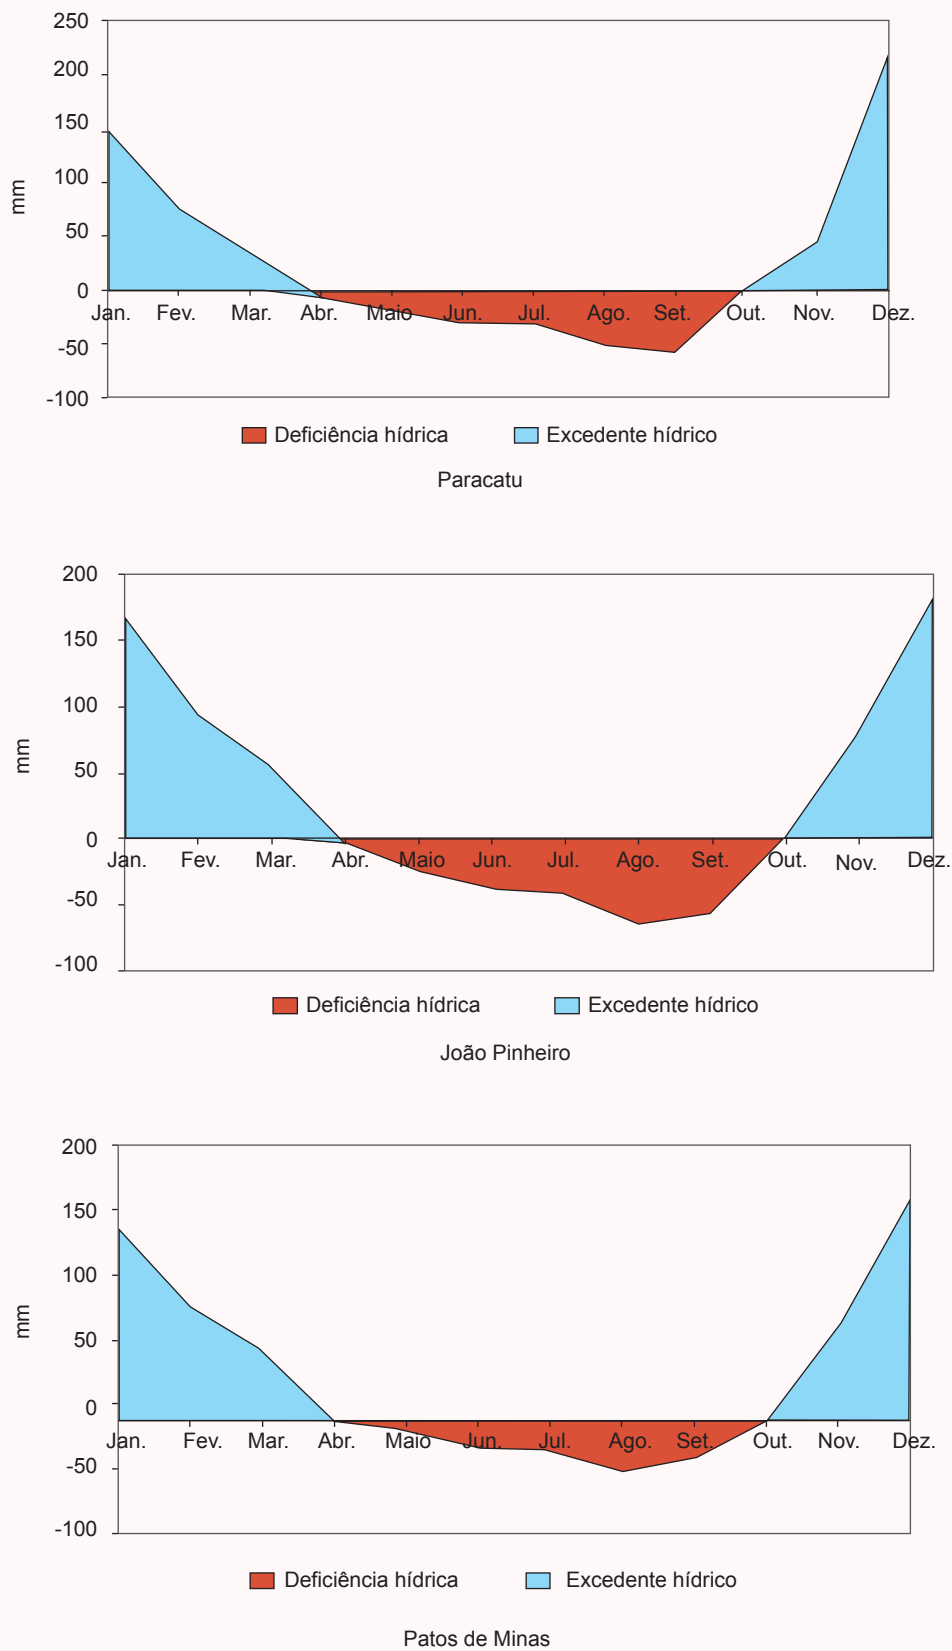 250
200
150
100
50
0
-50
-100
mm
Jan. Fev. Mar. Abr. Maio Jun. Jul. Ago. Set. Out. Nov. Dez.
Deficiência hídrica Excedente hídrico
Paracatu
200
150
100
50
0
-50
-100
mm
Jan. Fev. Mar. Abr. Maio Jun. Jul. Ago. Set. Out. Nov. Dez.
Deficiência hídrica Excedente hídrico
João Pinheiro
200
150
100
50
0
-50
-100
mm
Jan. Fev. Mar. Abr. Maio Jun. Jul. Ago. Set. Out. Nov. Dez.
Deficiência hídrica Excedente hídrico
Patos de Minas